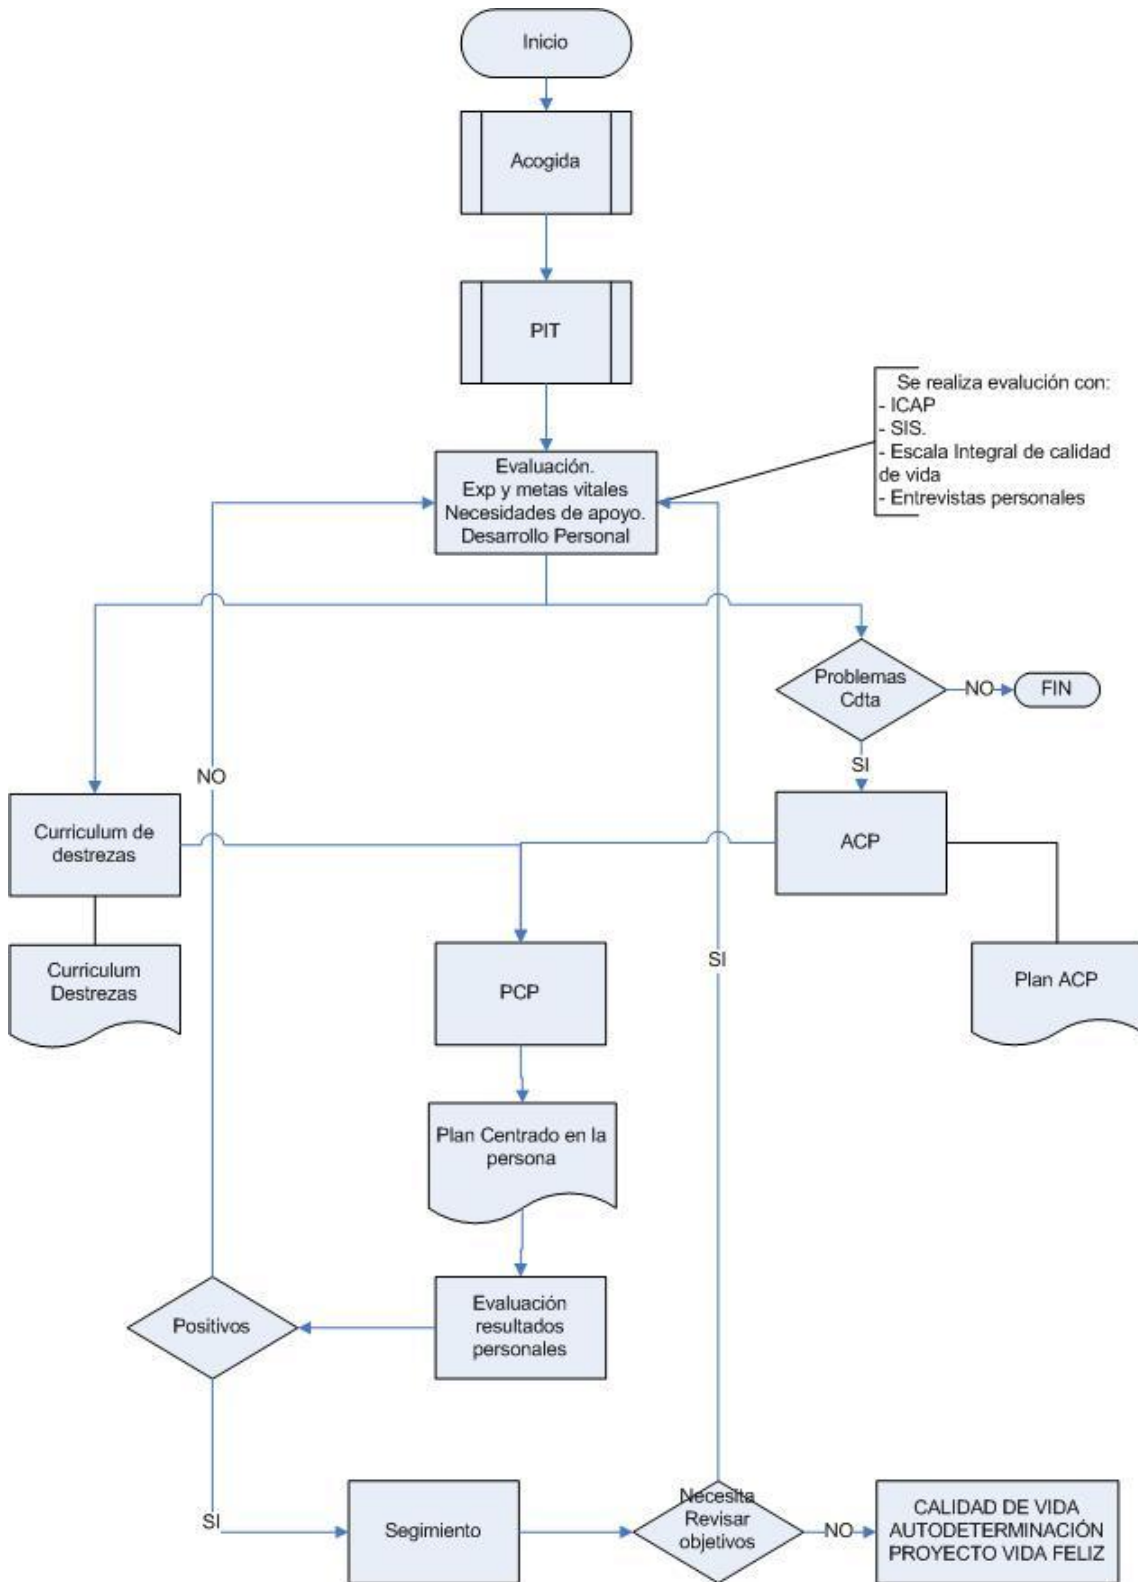 Inicio
Acogida
PIT
Se realiza evalución con:
- ICAP
- SIS.
- Escala Integral de calidad
de vida
- Entrevistas personales
Evaluación.
Exp y metas vitales
Necesidades de apoyo.
Desarrollo Personal
Problemas
Cdta
NO
FIN
SI
NO
Curriculum de
destrezas
ACP
Curriculum
Destrezas
PCP
SI
Plan ACP
Plan Centrado en la
persona
Positivos
Evaluación
resultados
personales
SI
Segimiento
Necesita
Revisar
objetivos
NO
CALIDAD DE VIDA
AUTODETERMINACIÓN
PROYECTO VIDA FELIZ